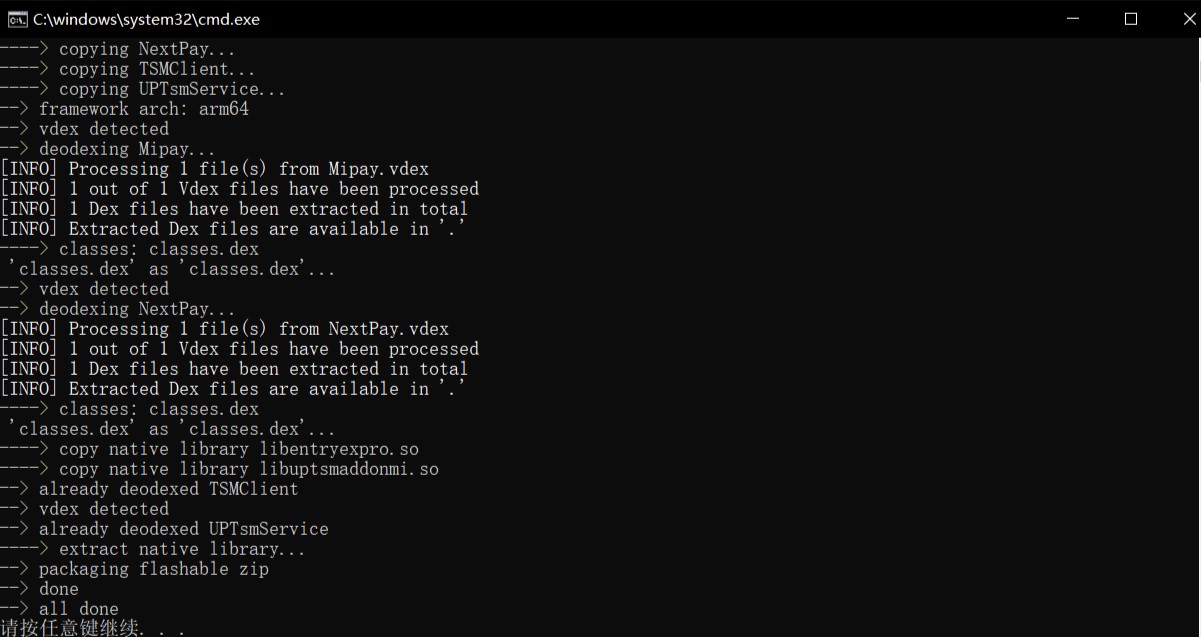 C:\windows\system32\cmd.exe
----> copying NextPay...
----> copying TSMClient...
----> copying UPTsmService...
--> framework arch: arm64
--> vdex detected
--> deodexing Mipay...
[INFO] Processing 1 file(s) from Mipay.vdex
[INFO] 1 out of 1 Vdex files have been processed
[INFO] 1 Dex files have been extracted in total
[INFO] Extracted Dex files are available in '.'
----> classes: classes.dex
 'classes.dex' as 'classes.dex'...
--> vdex detected
--> deodexing NextPay...
[INFO] Processing 1 file(s) from NextPay.vdex
[INFO] 1 out of 1 Vdex files have been processed
[INFO] 1 Dex files have been extracted in total
[INFO] Extracted Dex files are available in '.'
----> classes: classes.dex
 'classes.dex' as 'classes.dex'...
----> copy native library libentryexpro.so
----> copy native library libuptsmaddonmi.so
--> already deodexed TSMClient
--> vdex detected
--> already deodexed UPTsmService
----> extract native library...
--> packaging flashable zip
--> done
--> all done
请按任意键继续. . .